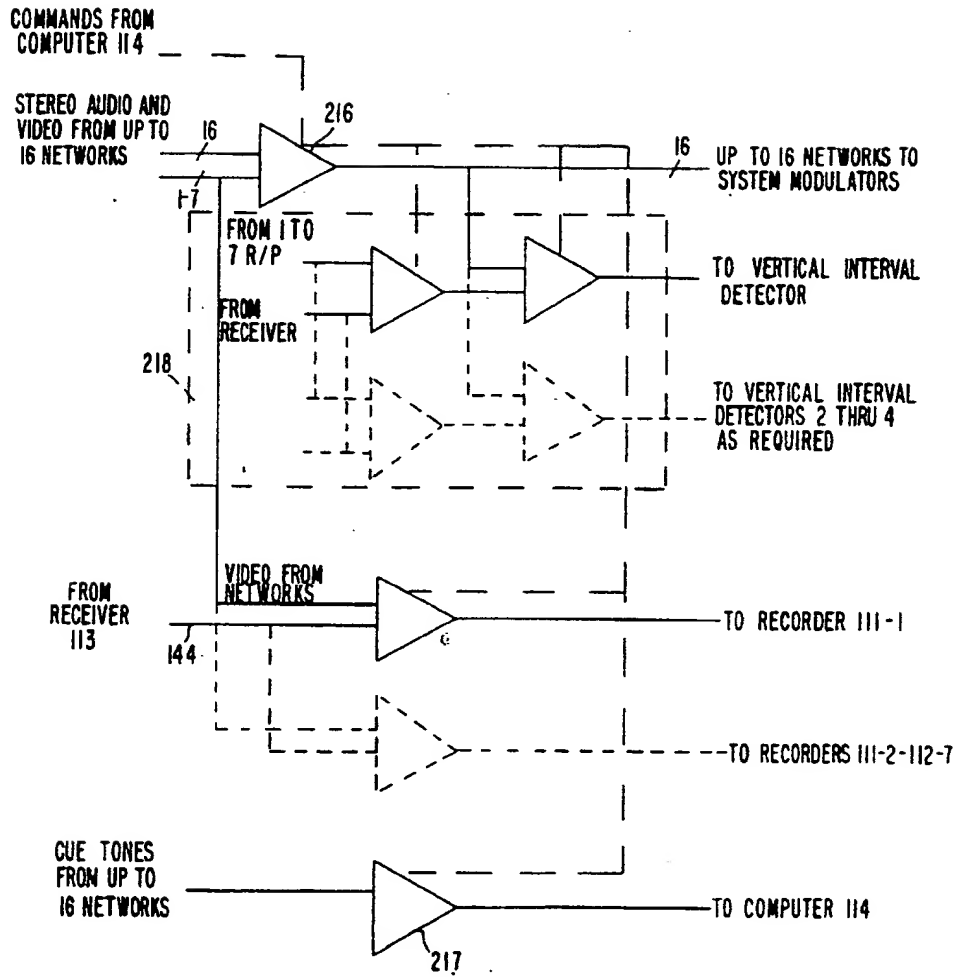 COMMANDS FROM
COMPUTER 114
STEREO AUDIO AND
VIDEO FROM UP TO
16 NETWORKS
16
1-7
216
16
UP TO 16 NETWORKS TO
SYSTEM MODULATORS
FROM 1 TO
7 R/P
FROM
RECEIVER
TO VERTICAL INTERVAL
DETECTOR
218
TO VERTICAL INTERVAL
DETECTORS 2 THRU 4
AS REQUIRED
VIDEO FROM
NETWORKS
FROM
RECEIVER
113
144
TO RECORDER 111-1
TO RECORDERS 111-2-112-7
CUE TONES
FROM UP TO
16 NETWORKS
TO COMPUTER 114
217